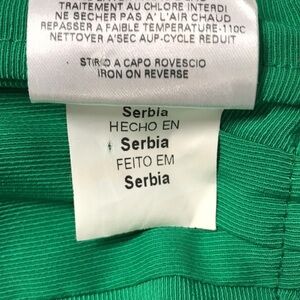 TRAITEMENT AU CHLORE INTERDI
NE SECHER PAS A' L'AIR CHAUD
REPASSER A FAIBLE TEMPERATURE-110C
NETTOYER A'SEC AUP-CYCLE REDUIT
STIRO A CAPO ROVESCIO
IRON ON REVERSE
Serbia
HECHO EN
Serbia
FEITO EM
Serbia